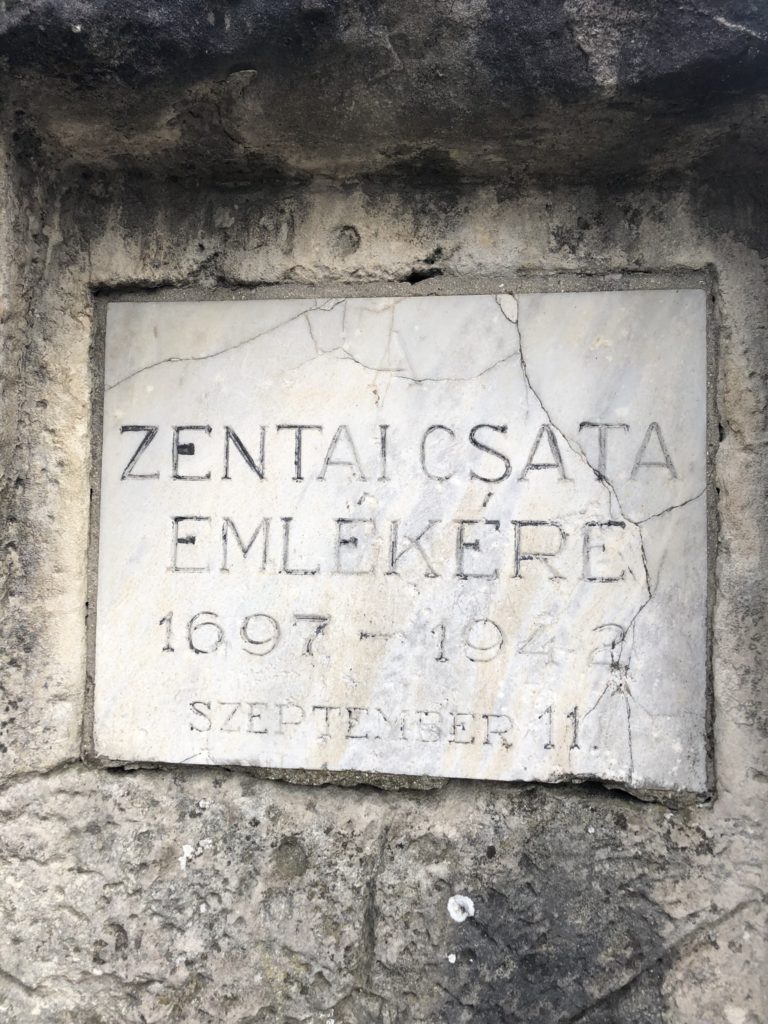 ZENTAI CSATA
EMLÉKÉRE
1697 - 1942
SZEPTEMBER 11.